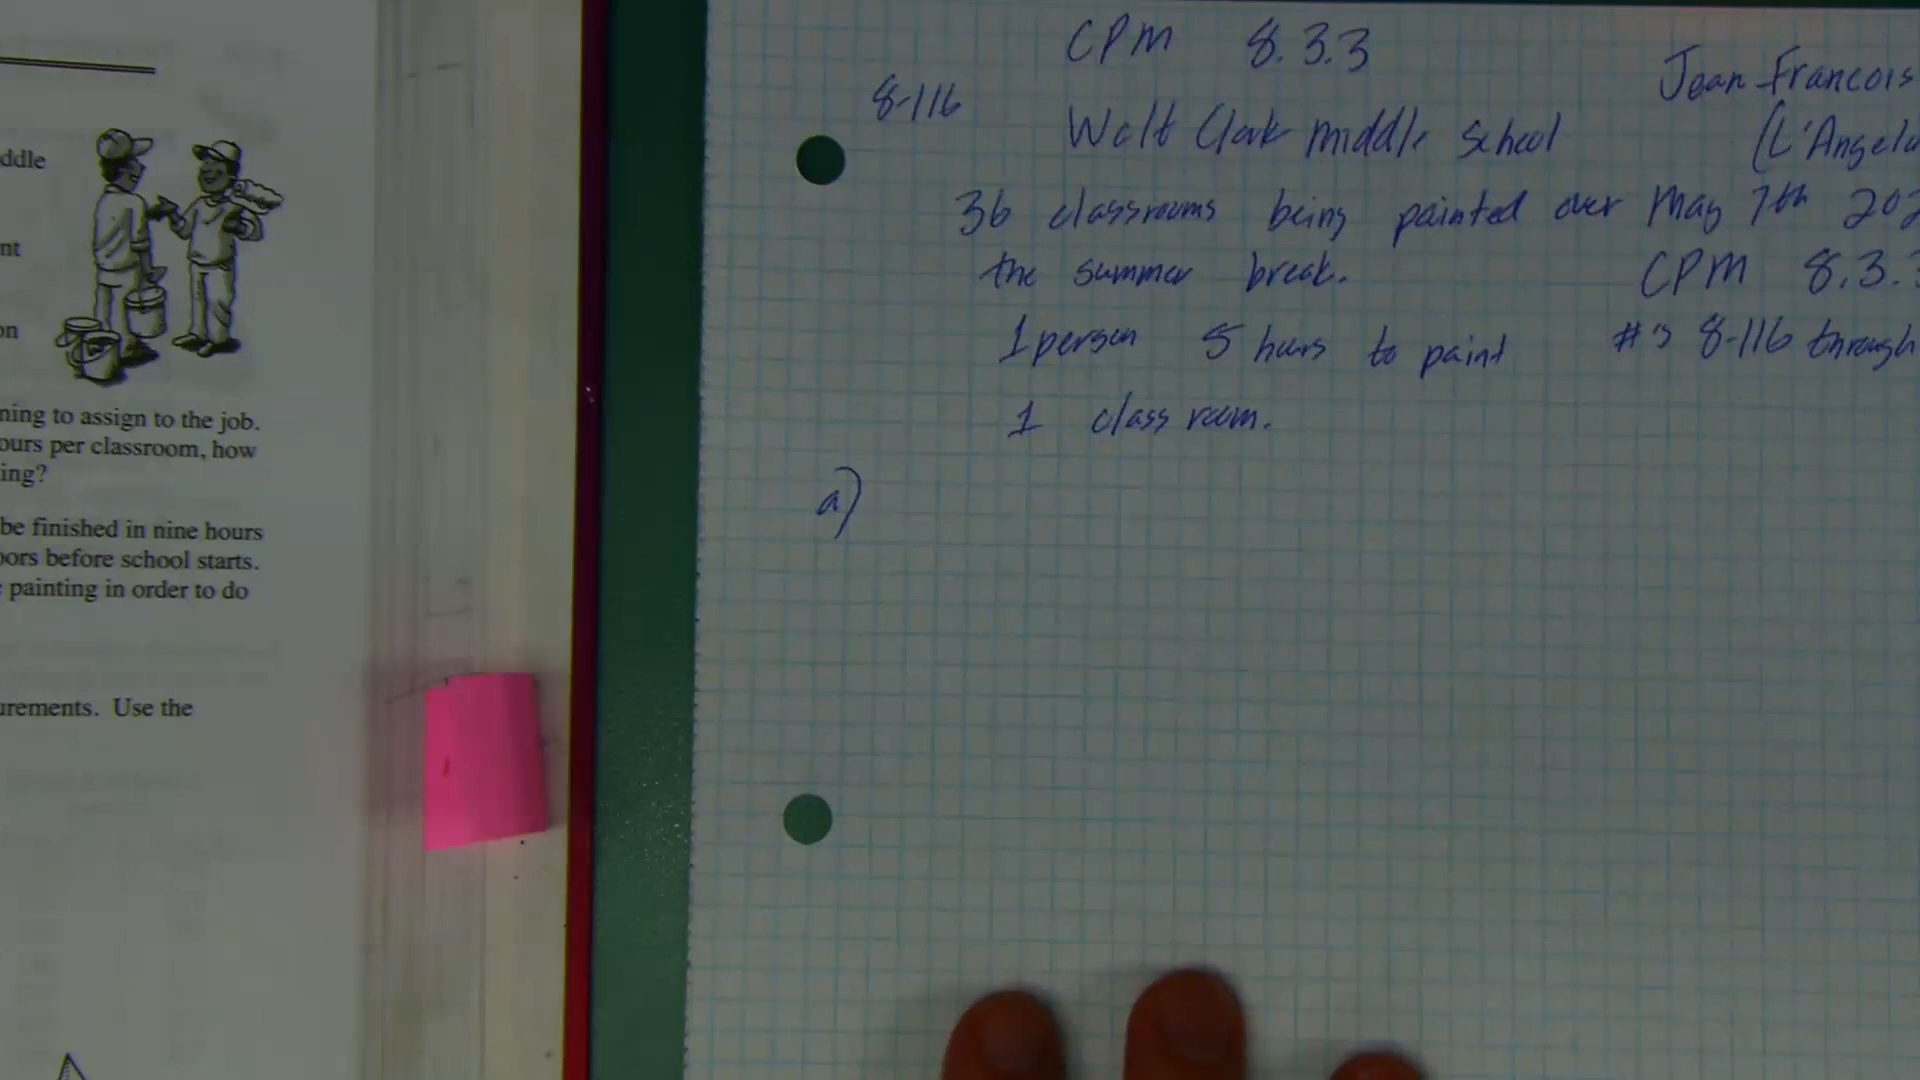 ddle
nt
on
ning to assign to the job.
ours per classroom, how
ing?
be finished in nine hours
oors before school starts.
painting in order to do
urements. Use the
CPM 8.3.3
8-116
Walt Clark Middle School
36 classrooms being painted over
the summer break.
1 person 5 hours to paint
1 class room.
a)
Jean-Francois
(L'Angelu
May 7th 202
CPM 8.3.3
#'s 8-116 through